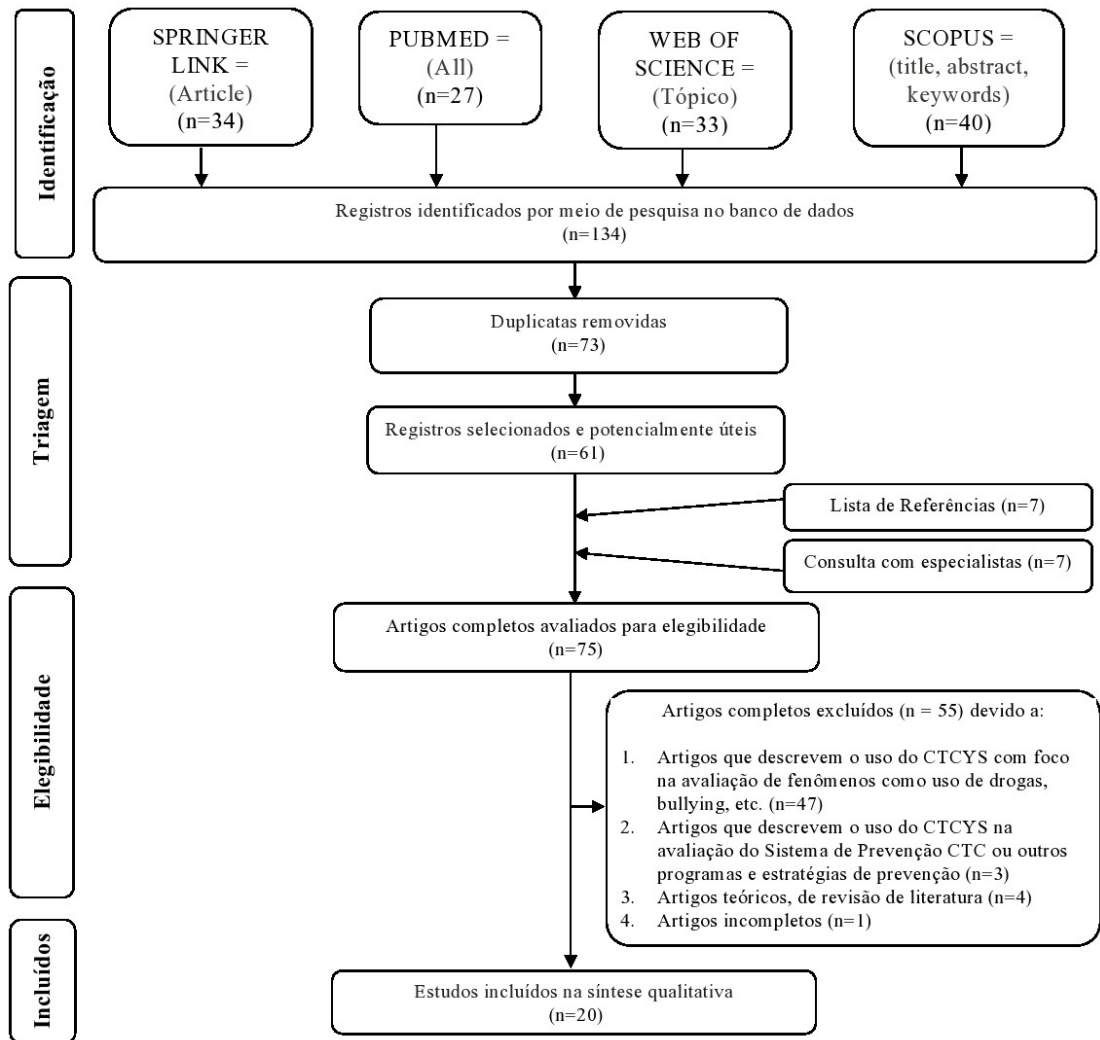 Identificação
SPRINGER
LINK =
(Article)
(n=34)
PUBMED =
(All)
(n=27)
WEB OF
SCIENCE =
(Tópico)
(n=33)
SCOPUS =
(title, abstract,
keywords)
(n=40)
Registros identificados por meio de pesquisa no banco de dados
(n=134)
Triagem
Duplicatas removidas
(n=73)
Registros selecionados e potencialmente úteis
(n=61)
Lista de Referências (n=7)
Consulta com especialistas (n=7)
Elegibilidade
Artigos completos avaliados para elegibilidade
(n=75)
Artigos completos excluídos (n = 55) devido a:
1. Artigos que descrevem o uso do CTCYS com foco
na avaliação de fenômenos como uso de drogas,
bullying, etc. (n=47)
2. Artigos que descrevem o uso do CTCYS na
avaliação do Sistema de Prevenção CTC ou outros
programas e estratégias de prevenção (n=3)
3. Artigos teóricos, de revisão de literatura (n=4)
4. Artigos incompletos (n=1)
Incluídos
Estudos incluídos na síntese qualitativa
(n=20)